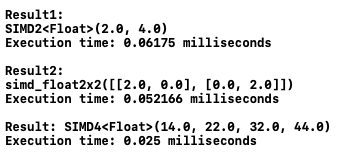 Result1:
SIMD2<Float>(2.0, 4.0)
Execution time: 0.06175 milliseconds
Result2:
simd_float2x2([[2.0, 0.0], [0.0, 2.0]])
Execution time: 0.052166 milliseconds
Result: SIMD4<Float>(14.0, 22.0, 32.0, 44.0)
Execution time: 0.025 milliseconds